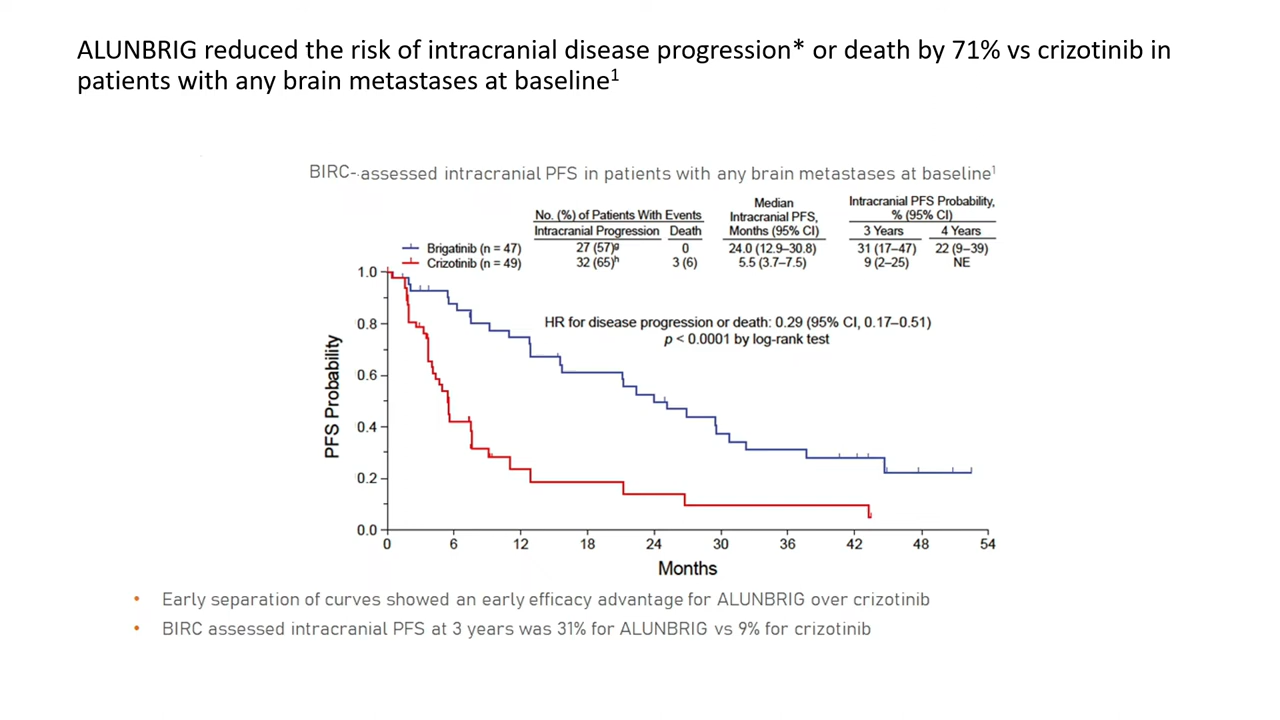 ALUNBRIG reduced the risk of intracranial disease progression* or death by 71% vs crizotinib in
patients with any brain metastases at baseline¹
BIRC-assessed intracranial PFS in patients with any brain metastases at baseline¹
No. (%) of Patients With Events
Intracranial Progression Death
Median
Intracranial PFS,
Months (95% CI)
Intracranial PFS Probability,
% (95% CI)
3 Years 4 Years
Brigatinib (n = 47) 27 (57)ᵍ 0 24.0 (12.9–30.8) 31 (17–47) 22 (9–39)
Crizotinib (n = 49) 32 (65)ʰ 3 (6) 5.5 (3.7–7.5) 9 (2–25) NE
HR for disease progression or death: 0.29 (95% CI, 0.17–0.51)
p < 0.0001 by log-rank test
PFS Probability
1.0
0.8
0.6
0.4
0.2
0.0
0 6 12 18 24 30 36 42 48 54
Months
• Early separation of curves showed an early efficacy advantage for ALUNBRIG over crizotinib
• BIRC assessed intracranial PFS at 3 years was 31% for ALUNBRIG vs 9% for crizotinib